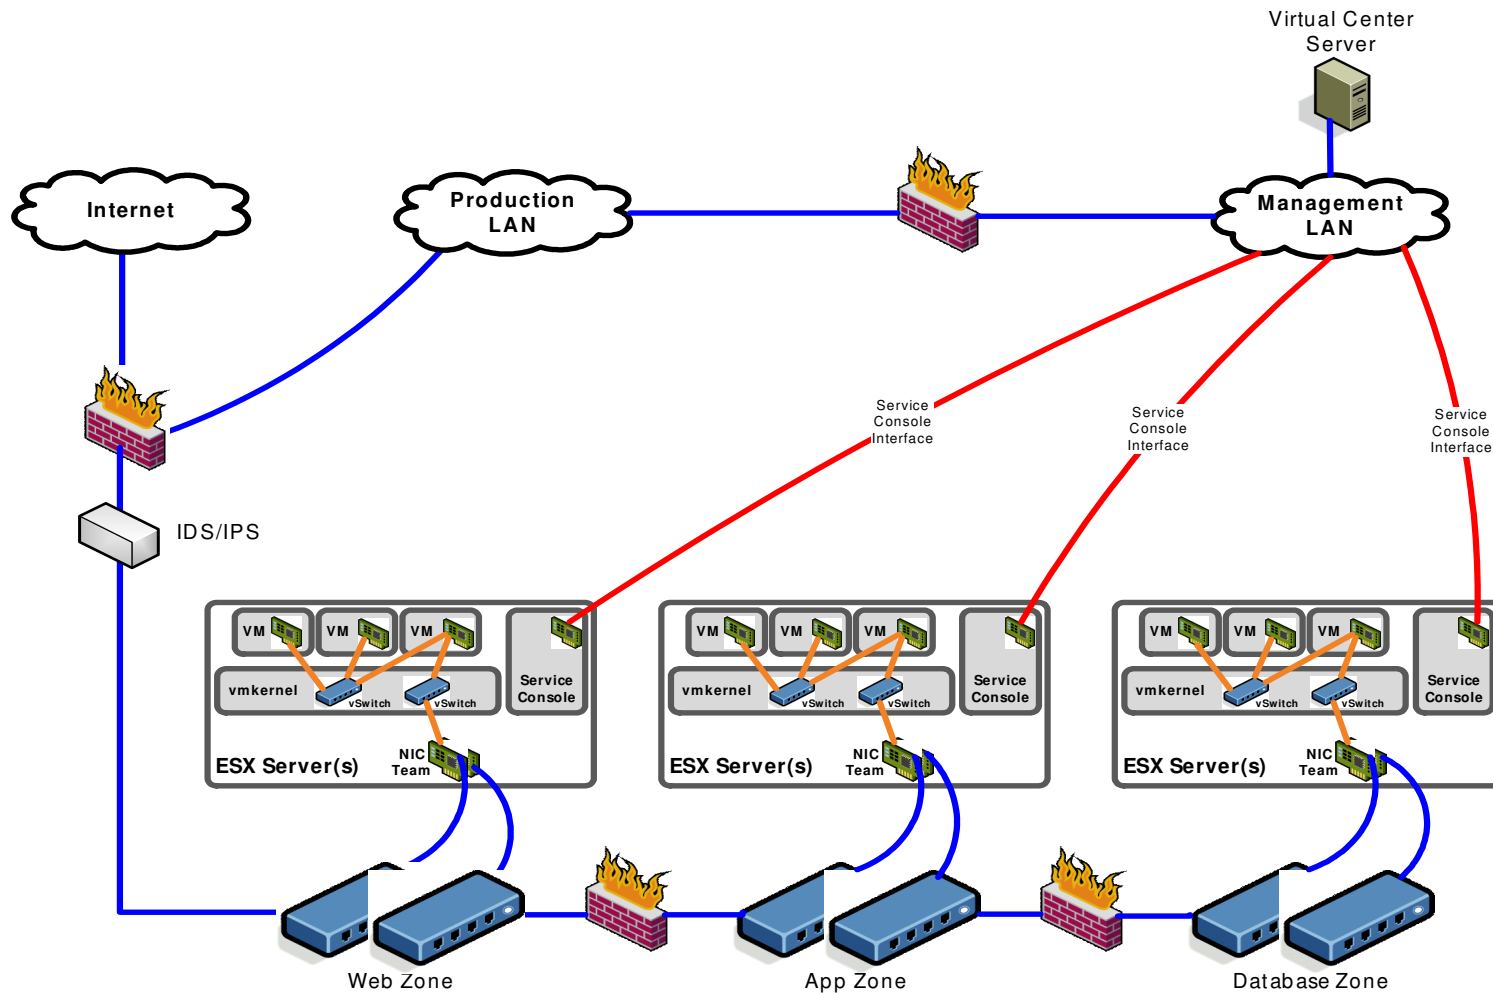 Virtual Center
Server
Internet
Production
LAN
Management
LAN
Service
Console
Interface
Service
Console
Interface
Service
Console
Interface
IDS/IPS
VM
VM
VM
vmkernel
vSwitch
vSwitch
Service
Console
NIC
Team
ESX Server(s)
VM
VM
VM
vmkernel
vSwitch
vSwitch
Service
Console
NIC
Team
ESX Server(s)
VM
VM
VM
vmkernel
vSwitch
vSwitch
Service
Console
NIC
Team
ESX Server(s)
Web Zone
App Zone
Database Zone